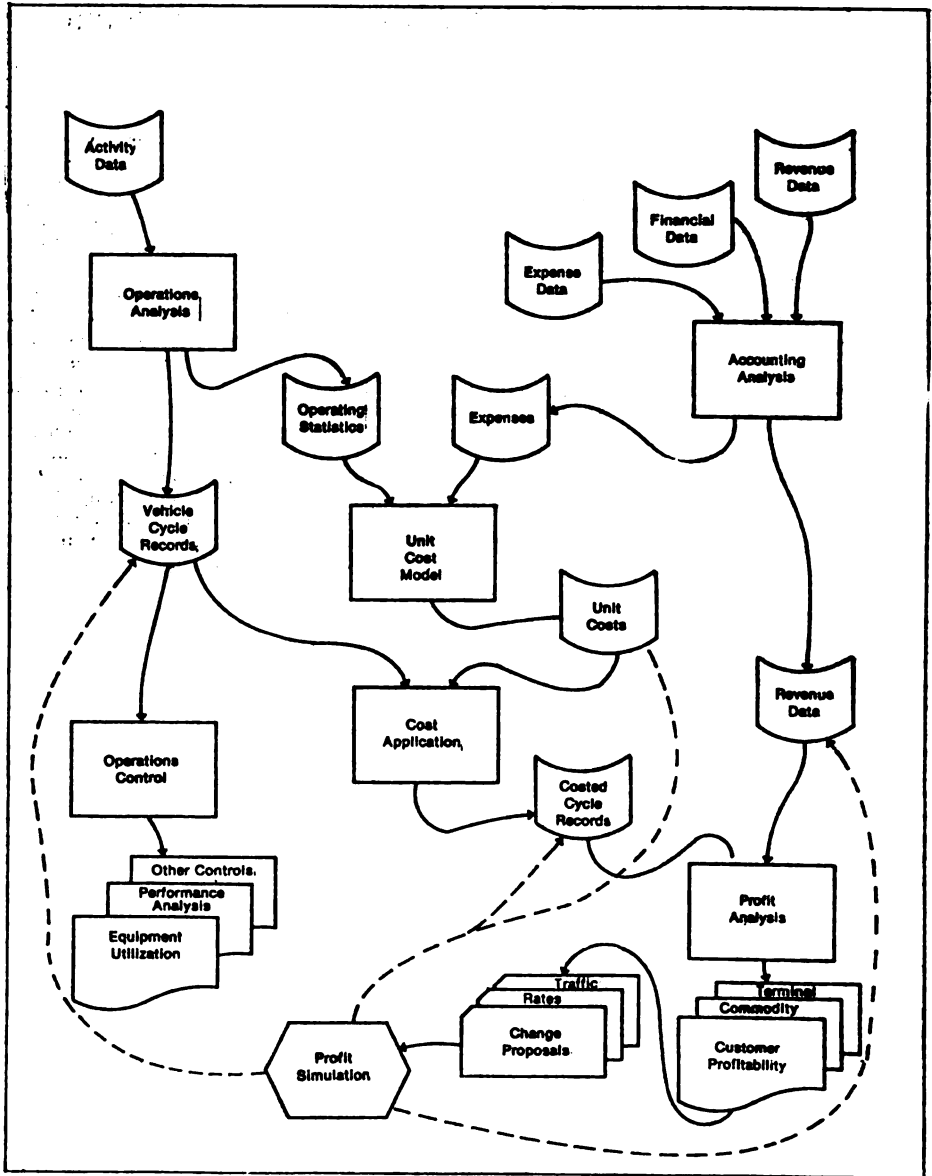 Activity
Data
Revenue
Data
Financial
Data
Expense
Data
Operations
Analysis
Accounting
Analysis
Operating
Statistics
Expenses
Vehicle
Cycle
Records
Unit
Cost
Model
Unit
Costs
Revenue
Data
Cost
Application
Operations
Control
Costed
Cycle
Records
Other Controls
Performance
Analysis
Equipment
Utilization
Profit
Analysis
Traffic
Rates
Change
Proposals
Terminal
Commodity
Customer
Profitability
Profit
Simulation